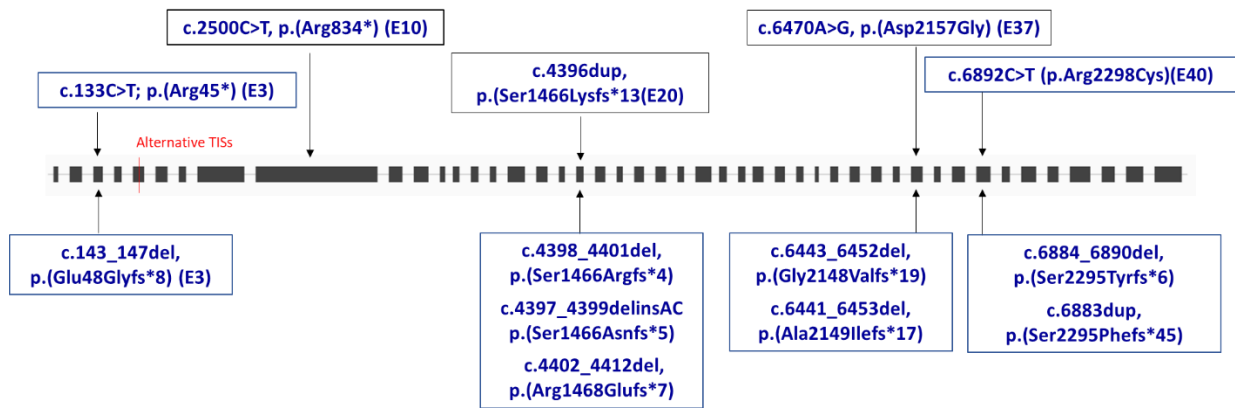 c.2500C>T, p.(Arg834*) (E10)
c.6470A>G, p.(Asp2157Gly) (E37)
c.133C>T; p.(Arg45*) (E3)
c.4396dup,
p.(Ser1466Lysfs*13(E20)
c.6892C>T (p.Arg2298Cys)(E40)
Alternative TISs
c.143_147del,
p.(Glu48Glyfs*8) (E3)
c.4398_4401del,
p.(Ser1466Argfs*4)
c.4397_4399delinsAC
p.(Ser1466Asnfs*5)
c.4402_4412del,
p.(Arg1468Glufs*7)
c.6443_6452del,
p.(Gly2148Valfs*19)
c.6441_6453del,
p.(Ala2149Ilefs*17)
c.6884_6890del,
p.(Ser2295Tyrfs*6)
c.6883dup,
p.(Ser2295Phefs*45)